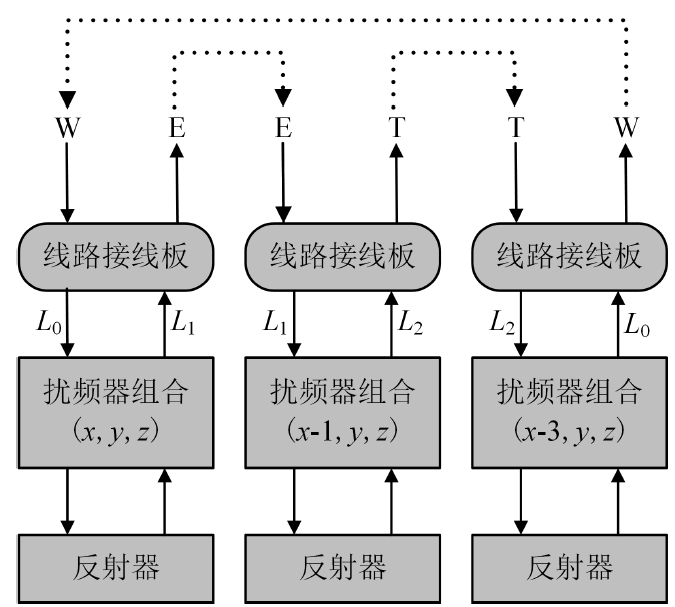 W E E T T W
线路接线板 线路接线板 线路接线板
L₀ L₁ L₁ L₂ L₂ L₀
扰频器组合 扰频器组合 扰频器组合
(x, y, z) (x-1, y, z) (x-3, y, z)
反射器 反射器 反射器